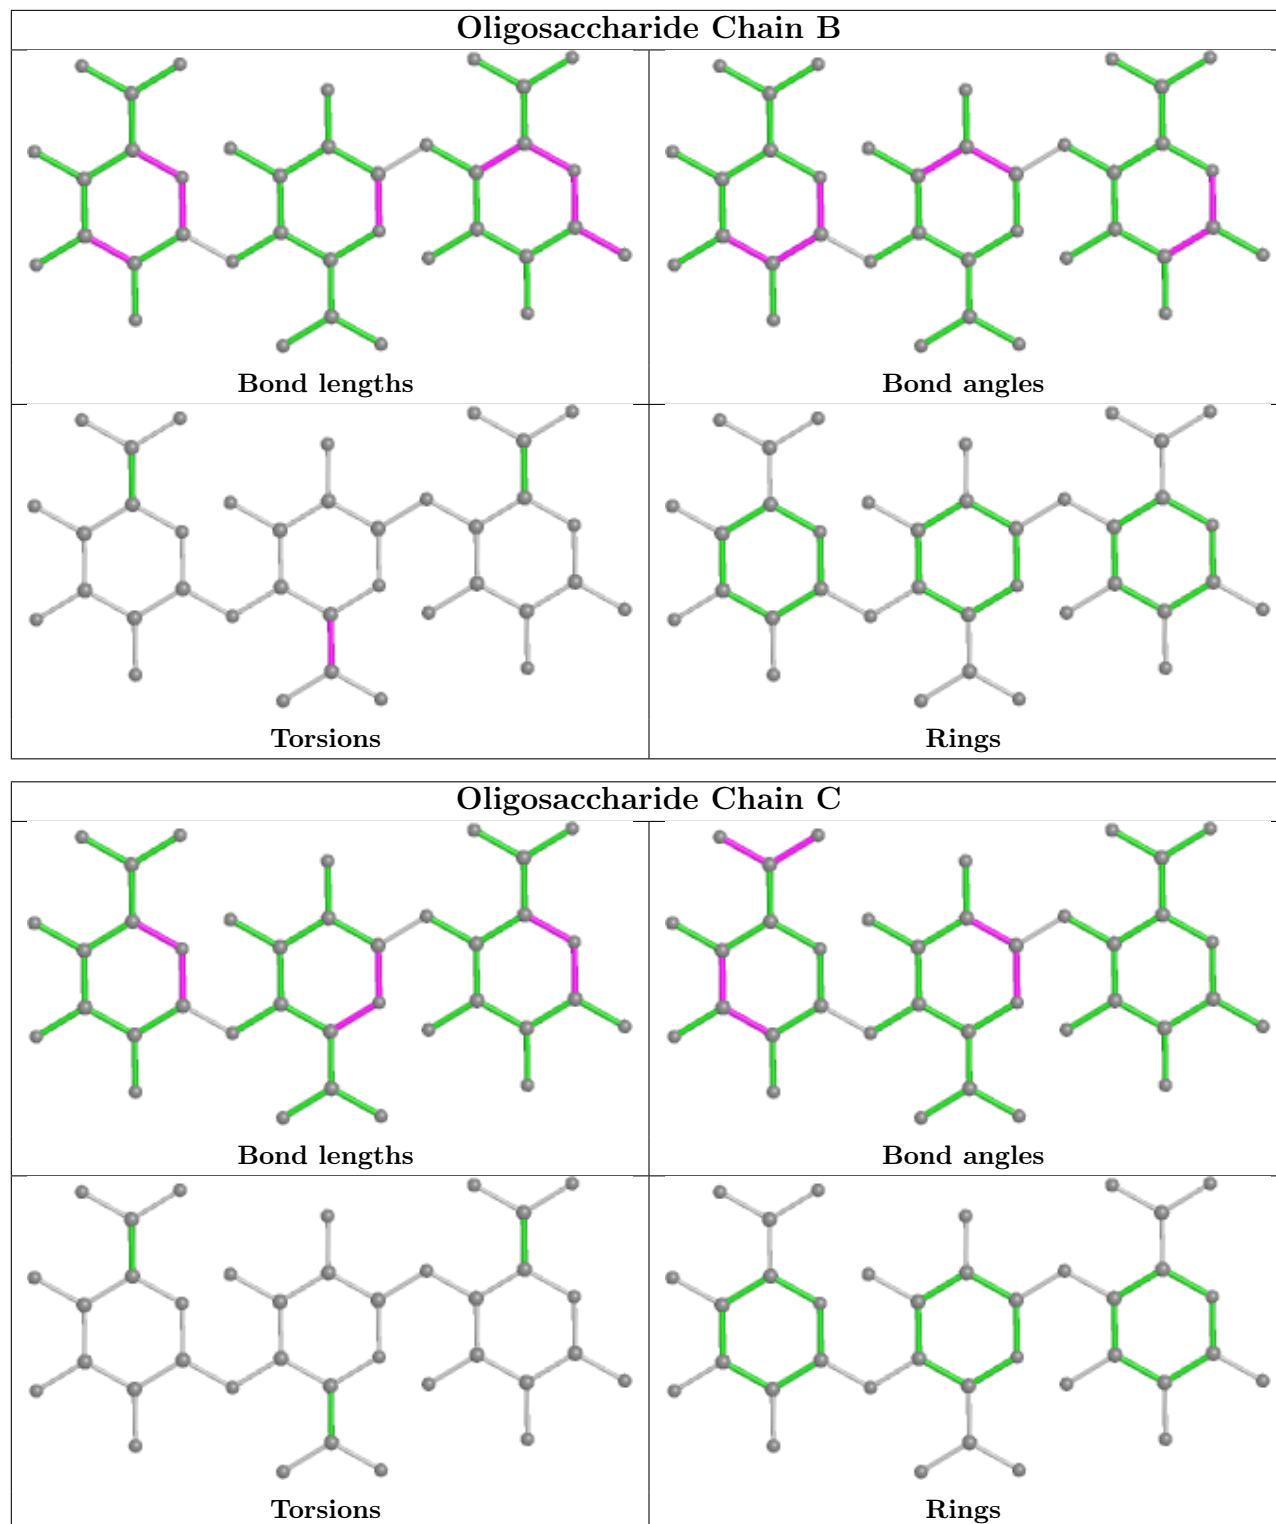 Oligosaccharide Chain B
Bond lengths
Bond angles
Torsions
Rings
Oligosaccharide Chain C
Bond lengths
Bond angles
Torsions
Rings